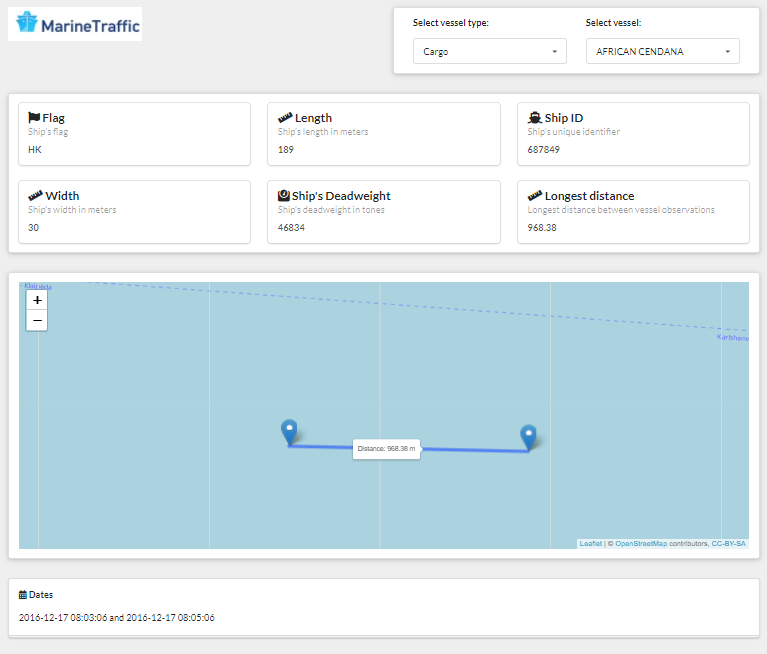 MarineTraffic
Select vessel type:
Select vessel:
Cargo
AFRICAN CENDANA
Flag
Ship's flag
HK
Length
Ship's length in meters
189
Ship ID
Ship's unique identifier
687849
Width
Ship's width in meters
30
Ship's Deadweight
Ship's deadweight in tones
46834
Longest distance
Longest distance between vessel observations
968.38
+
−
Karlshamn
Distance: 968.38 m
Leaflet | © OpenStreetMap contributors, CC-BY-SA
Dates
2016-12-17 08:03:06 and 2016-12-17 08:05:06